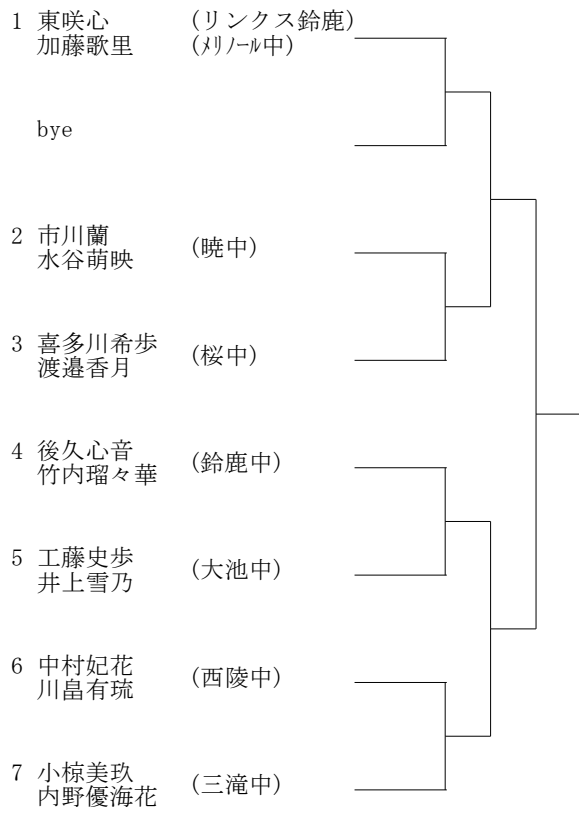 1 東咲心 (リンクス鈴鹿)
加藤歌里 (ﾒﾘﾉｰﾙ中)
bye
2 市川蘭
水谷萌映 (暁中)
3 喜多川希歩
渡邉香月 (桜中)
4 後久心音
竹内瑠々華 (鈴鹿中)
5 工藤史歩
井上雪乃 (大池中)
6 中村妃花
川畠有琉 (西陵中)
7 小椋美玖
内野優海花 (三滝中)